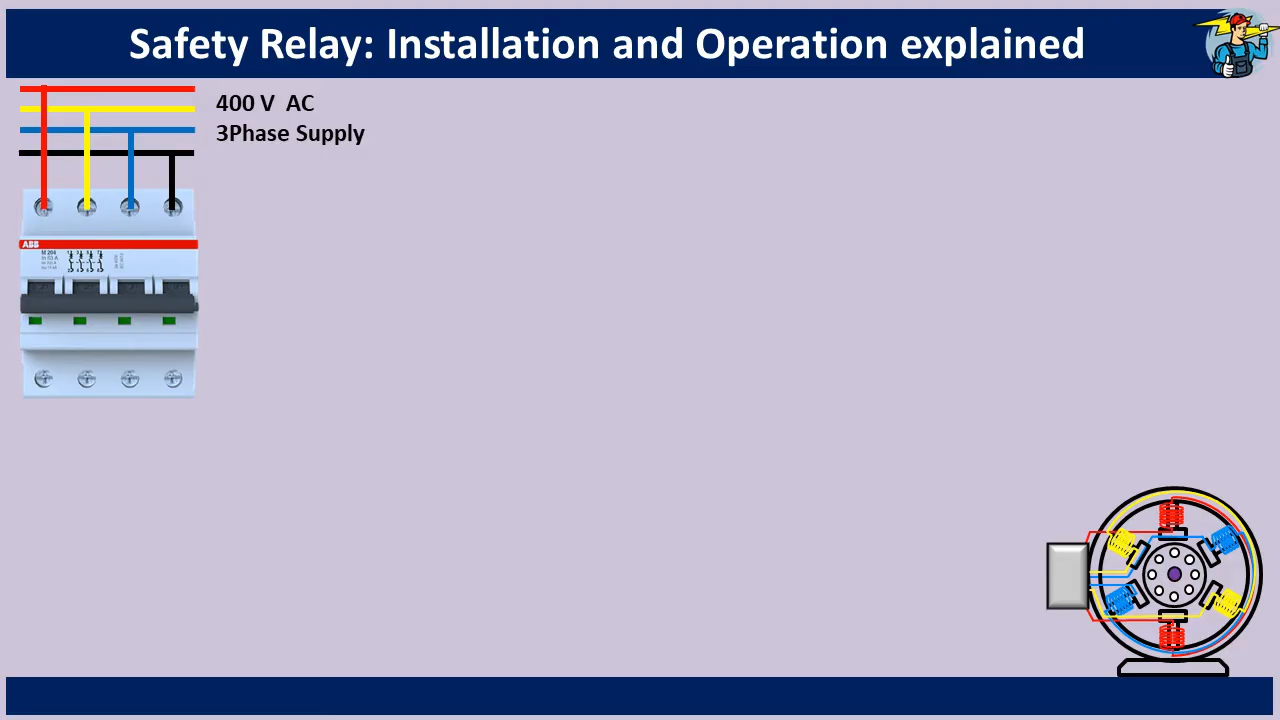 Safety Relay: Installation and Operation explained
400 V  AC
3Phase Supply
ABB